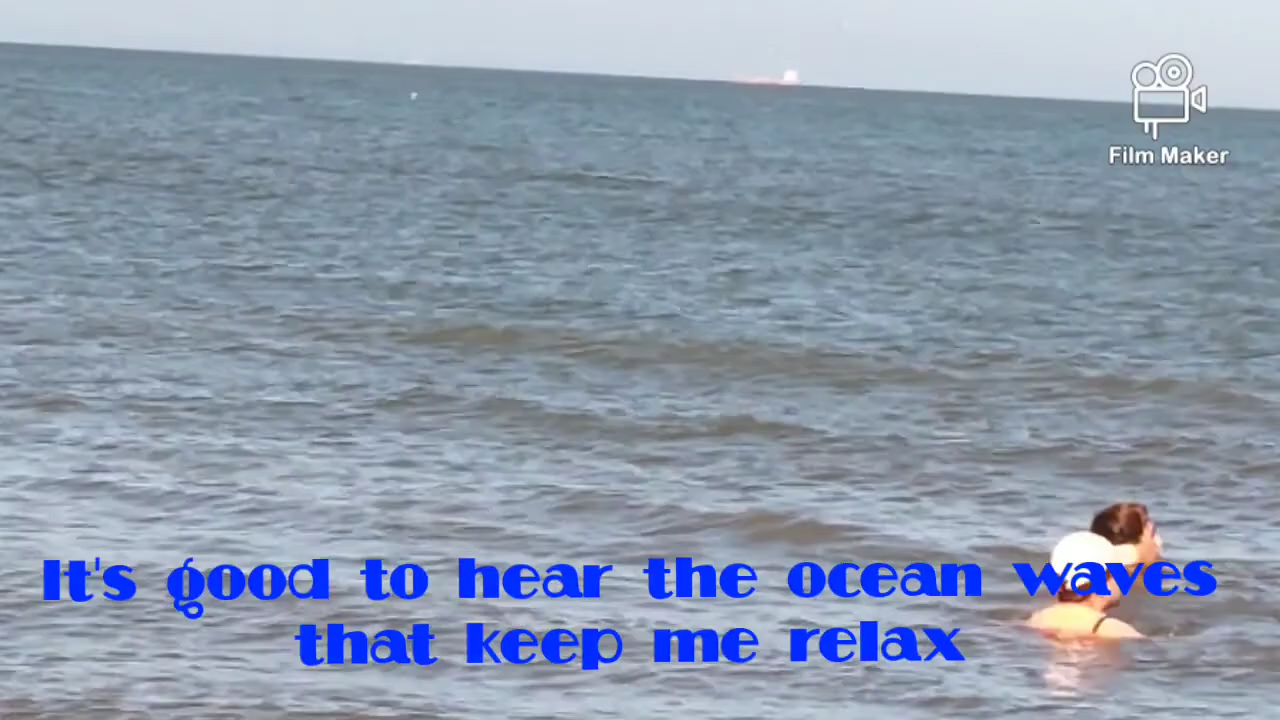 Film Maker
It's good to hear the ocean waves
that keep me relax